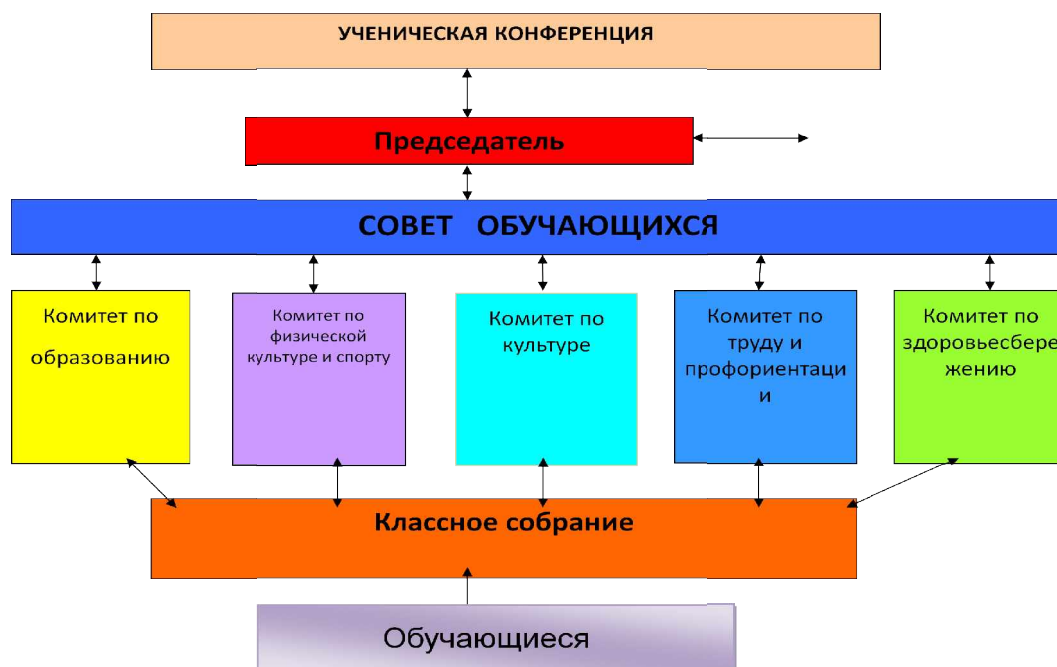 УЧЕНИЧЕСКАЯ КОНФЕРЕНЦИЯ
Председатель
СОВЕТ ОБУЧАЮЩИХСЯ
Комитет по
образованию
Комитет по
физической
культуре и спорту
Комитет по
культуре
Комитет по
труду и
профориентаци
и
Комитет по
здоровьесбере
жению
Классное собрание
Обучающиеся